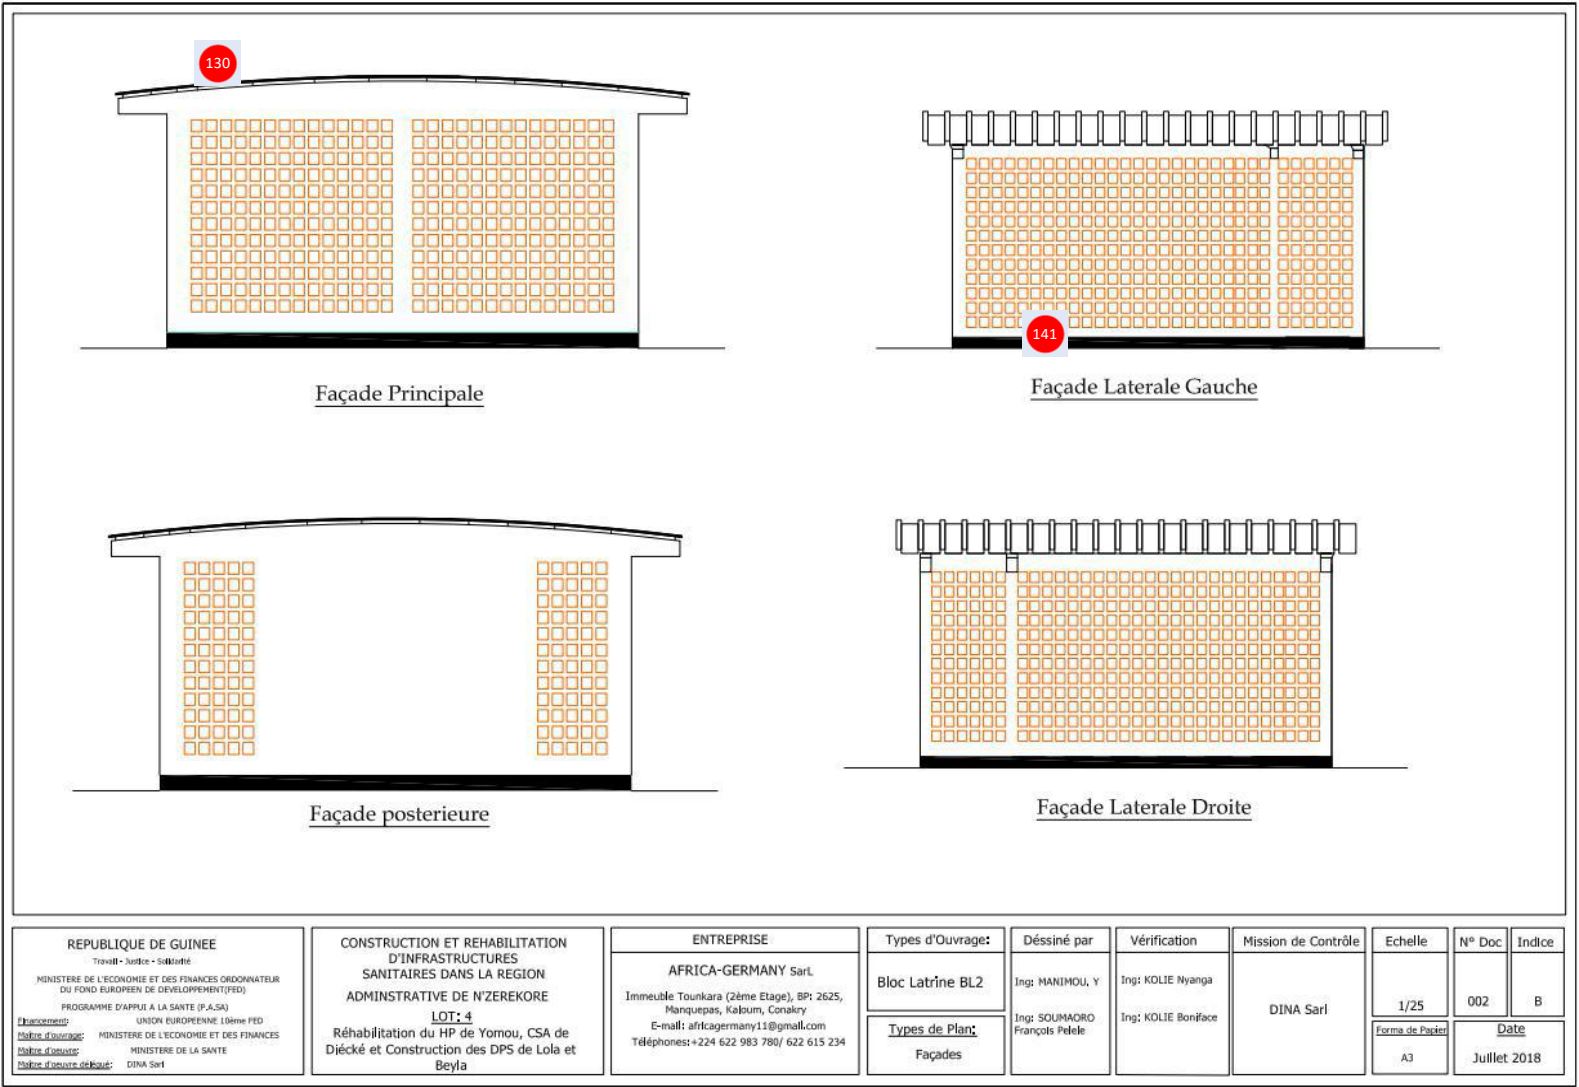 130
141
Façade Principale
Façade Laterale Gauche
Façade posterieure
Façade Laterale Droite
REPUBLIQUE DE GUINEE
Travail - Justice - Solidarité
MINISTERE DE L'ECONOMIE ET DES FINANCES ORDONNATEUR
DU FOND EUROPEEN DE DEVELOPPEMENT(FED)
PROGRAMME D'APPUI A LA SANTE (P.A.SA)
Financement: UNION EUROPEENNE 10ème FED
Maître d'ouvrage: MINISTERE DE L'ECONOMIE ET DES FINANCES
Maître d'oeuvre: MINISTERE DE LA SANTE
Maître d'oeuvre délégué: DINA Sarl
CONSTRUCTION ET REHABILITATION
D'INFRASTRUCTURES
SANITAIRES DANS LA REGION
ADMINSTRATIVE DE N'ZEREKORE
LOT: 4
Réhabilitation du HP de Yomou, CSA de
Diécké et Construction des DPS de Lola et
Beyla
ENTREPRISE
AFRICA-GERMANY SarL
Immeuble Tounkara (2ème Etage), BP: 2625,
Manquepas, Kaloum, Conakry
E-mail: africagermany11@gmail.com
Téléphones:+224 622 983 780/ 622 615 234
Types d'Ouvrage:
Bloc Latrine BL2
Types de Plan:
Façades
Déssiné par
Ing: MANIMOU, Y
Ing: SOUMAORO
François Pelele
Vérification
Ing: KOLIE Nyanga
Ing: KOLIE Boniface
Mission de Contrôle
DINA Sarl
Echelle
1/25
Forma de Papier
A3
N° Doc
002
Indice
B
Date
Juillet 2018